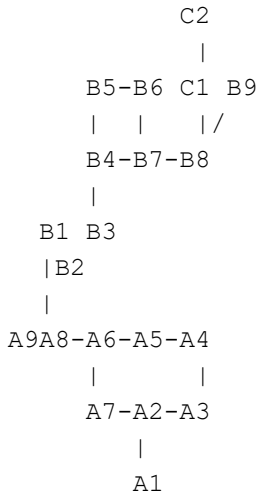 C2
|
B5-B6 C1 B9
| | |/
B4-B7-B8
|
B1 B3
|B2
|
A9A8-A6-A5-A4
| |
A7-A2-A3
|
A1